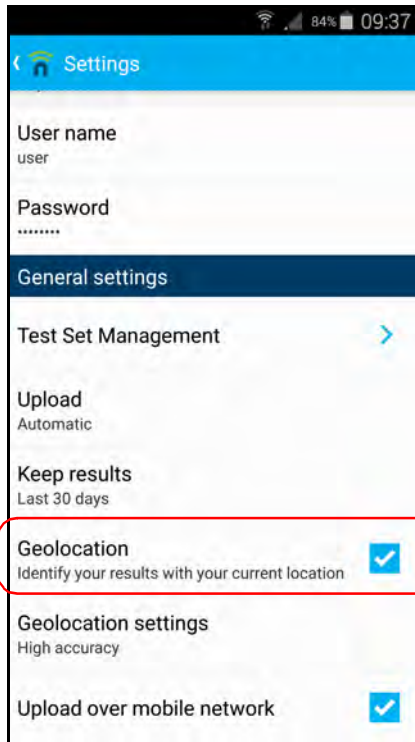 84% 09:37
Settings
User name
user
Password
••••••••
General settings
Test Set Management
Upload
Automatic
Keep results
Last 30 days
Geolocation
Identify your results with your current location
Geolocation settings
High accuracy
Upload over mobile network